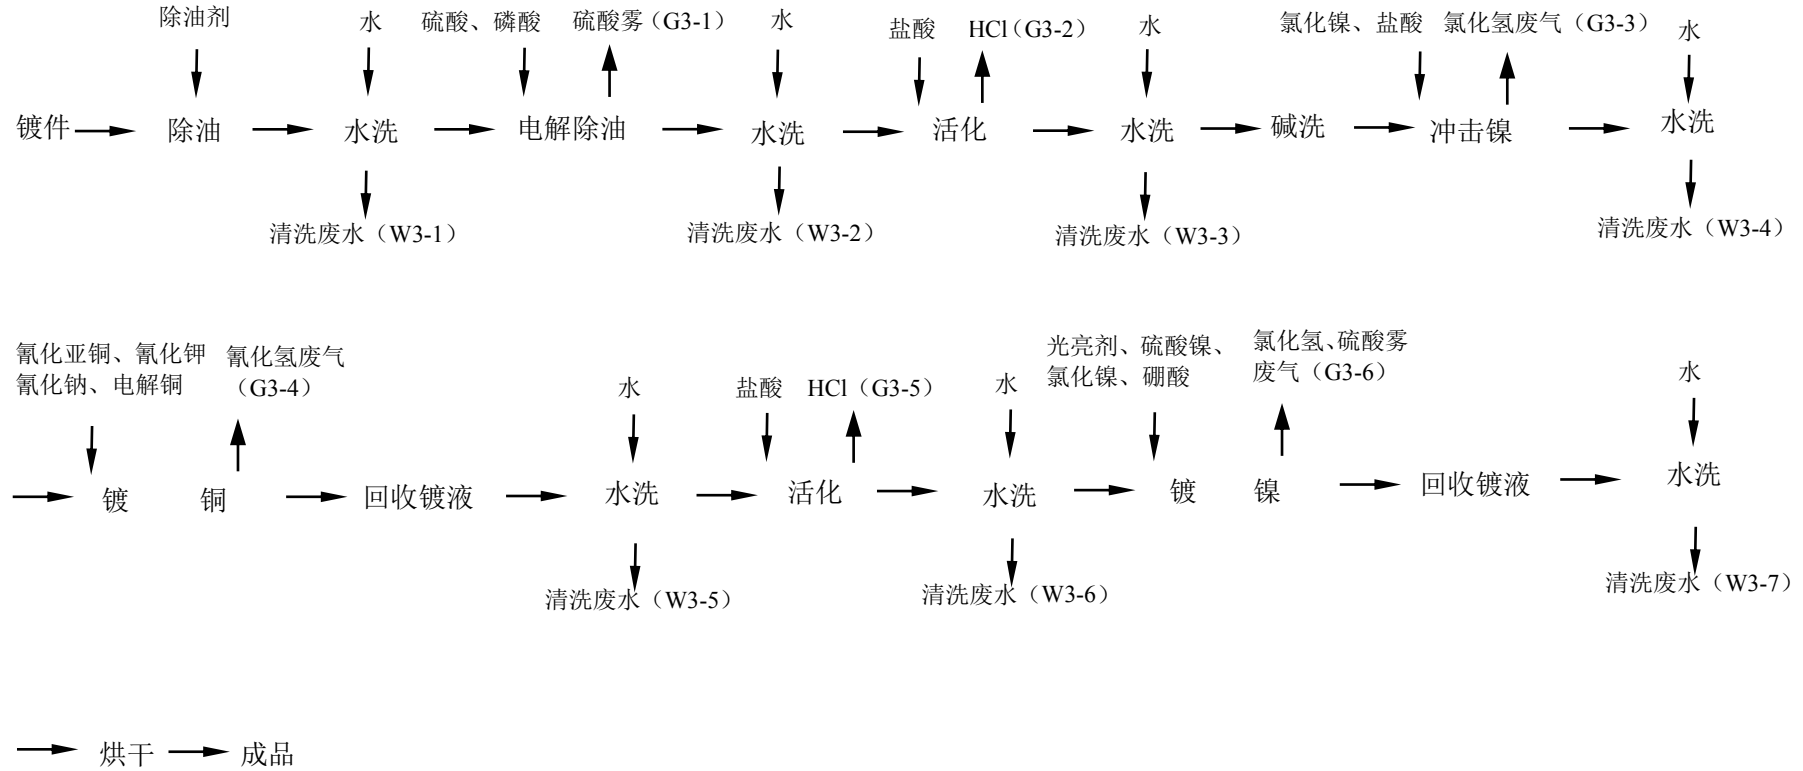 除油剂
水
硫酸、磷酸
硫酸雾（G3-1）
水
盐酸
HCl（G3-2）
水
氯化镍、盐酸
氯化氢废气（G3-3）
水
镀件
除油
水洗
电解除油
水洗
活化
水洗
碱洗
冲击镍
水洗
清洗废水（W3-1）
清洗废水（W3-2）
清洗废水（W3-3）
清洗废水（W3-4）
氰化亚铜、氰化钾
氰化钠、电解铜
氰化氢废气
（G3-4）
水
盐酸
HCl（G3-5）
水
光亮剂、硫酸镍、
氯化镍、硼酸
氯化氢、硫酸雾
废气（G3-6）
水
镀 铜
回收镀液
水洗
活化
水洗
镀 镍
回收镀液
水洗
清洗废水（W3-5）
清洗废水（W3-6）
清洗废水（W3-7）
烘干
成品